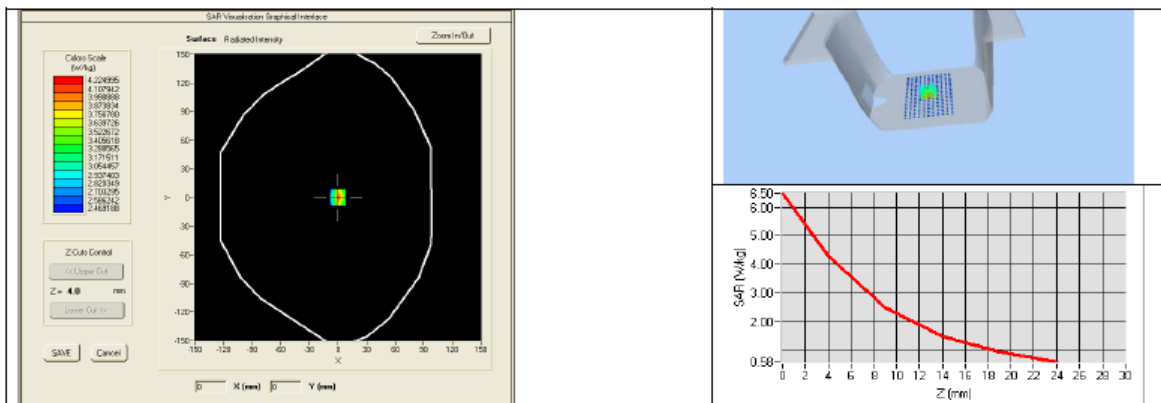 SAR Visualisation Graphical Interface
Surface Radiated Intensity
Zoom In/Out
Colors Scale
(W/kg)
4.224995
4.107942
3.990888
3.873834
3.756780
3.639726
3.522672
3.405618
3.288565
3.171511
3.054457
2.937403
2.820349
2.703295
2.586242
2.469188
150
120
90
60
30
0
-30
-60
-90
-120
-150
Y
-150 -120 -90 -60 -30 0 30 60 90 120 150
X
Z-Cuts Control
<< Upper Cut
Z = 4.0 mm
Lower Cut >>
SAVE Cancel
0 X (mm) 0 Y (mm)
6.50
6.00
5.00
4.00
3.00
2.00
0.58
SAR (W/kg)
0 2 4 6 8 10 12 14 16 18 20 22 24 26 28 30
Z (mm)